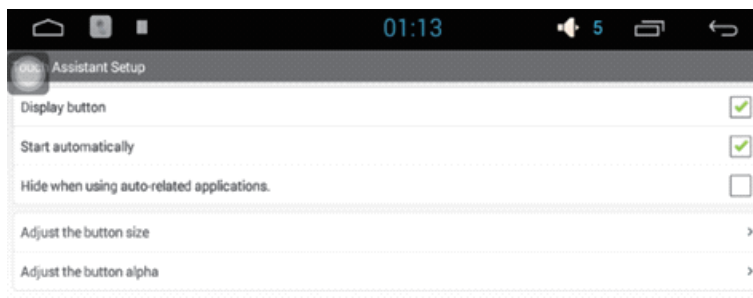 01:13 5
Touch Assistant Setup
Display button
Start automatically
Hide when using auto-related applications.
Adjust the button size
Adjust the button alpha